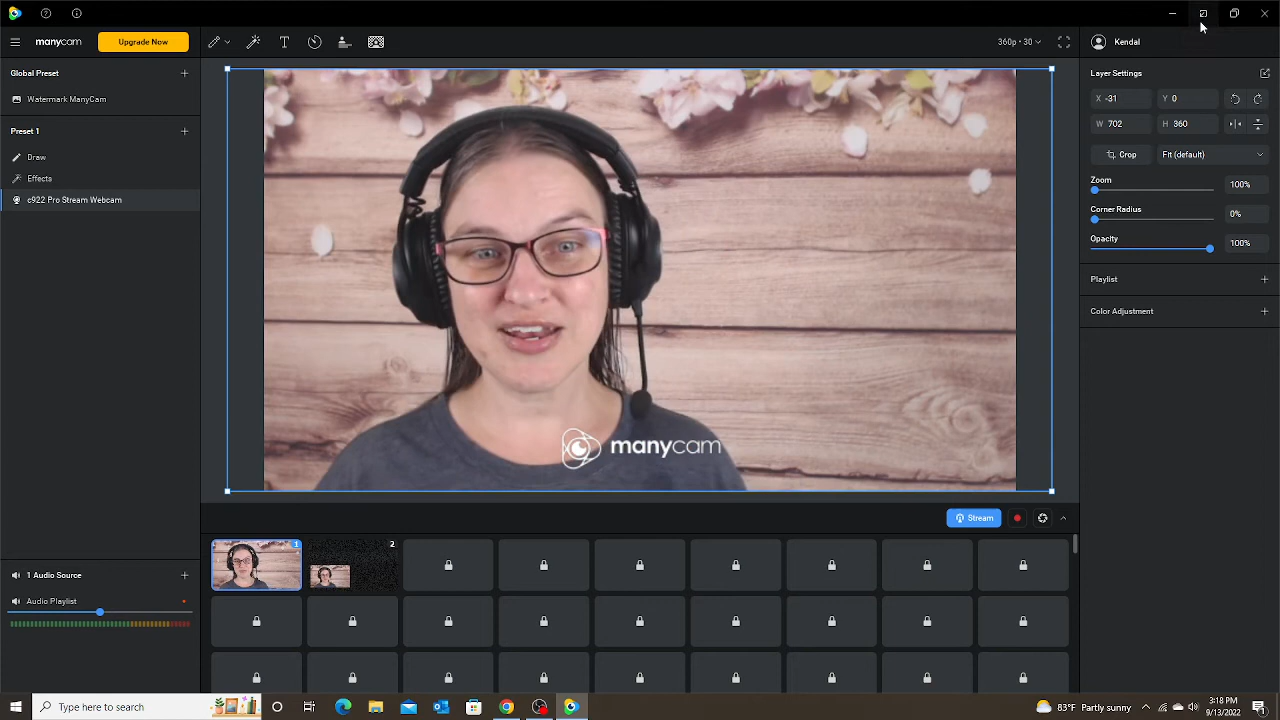 manycam
Upgrade Now
360p • 30
Kendal
Global Preset
Watermark ManyCam
Preset 1
Draw
Effects
c922 Pro Stream Webcam
Layer Settings
X -31
Y 0
W 702
H 360
Crop
Fit (default)
Zoom
100%
Corner Radius
0°
Opacity
Playlist
Color Adjustment
manycam
Stream
1
2
1 Audio Source
Audio Playlist
Type here to search
83°F Partly sunny
3:18 PM
9/13/2022